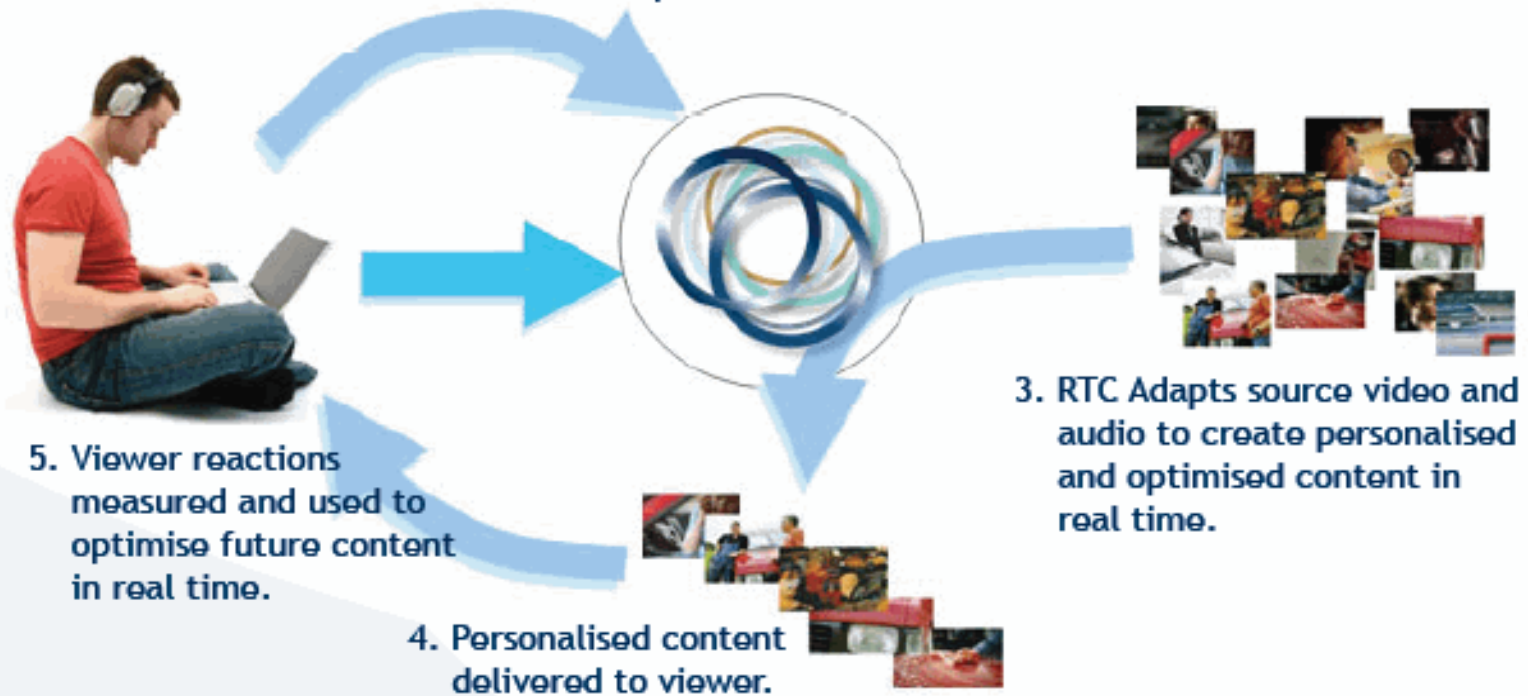 3. RTC Adapts source video and
audio to create personalised
and optimised content in
real time.
5. Viewer reactions
measured and used to
optimise future content
in real time.
4. Personalised content
delivered to viewer.